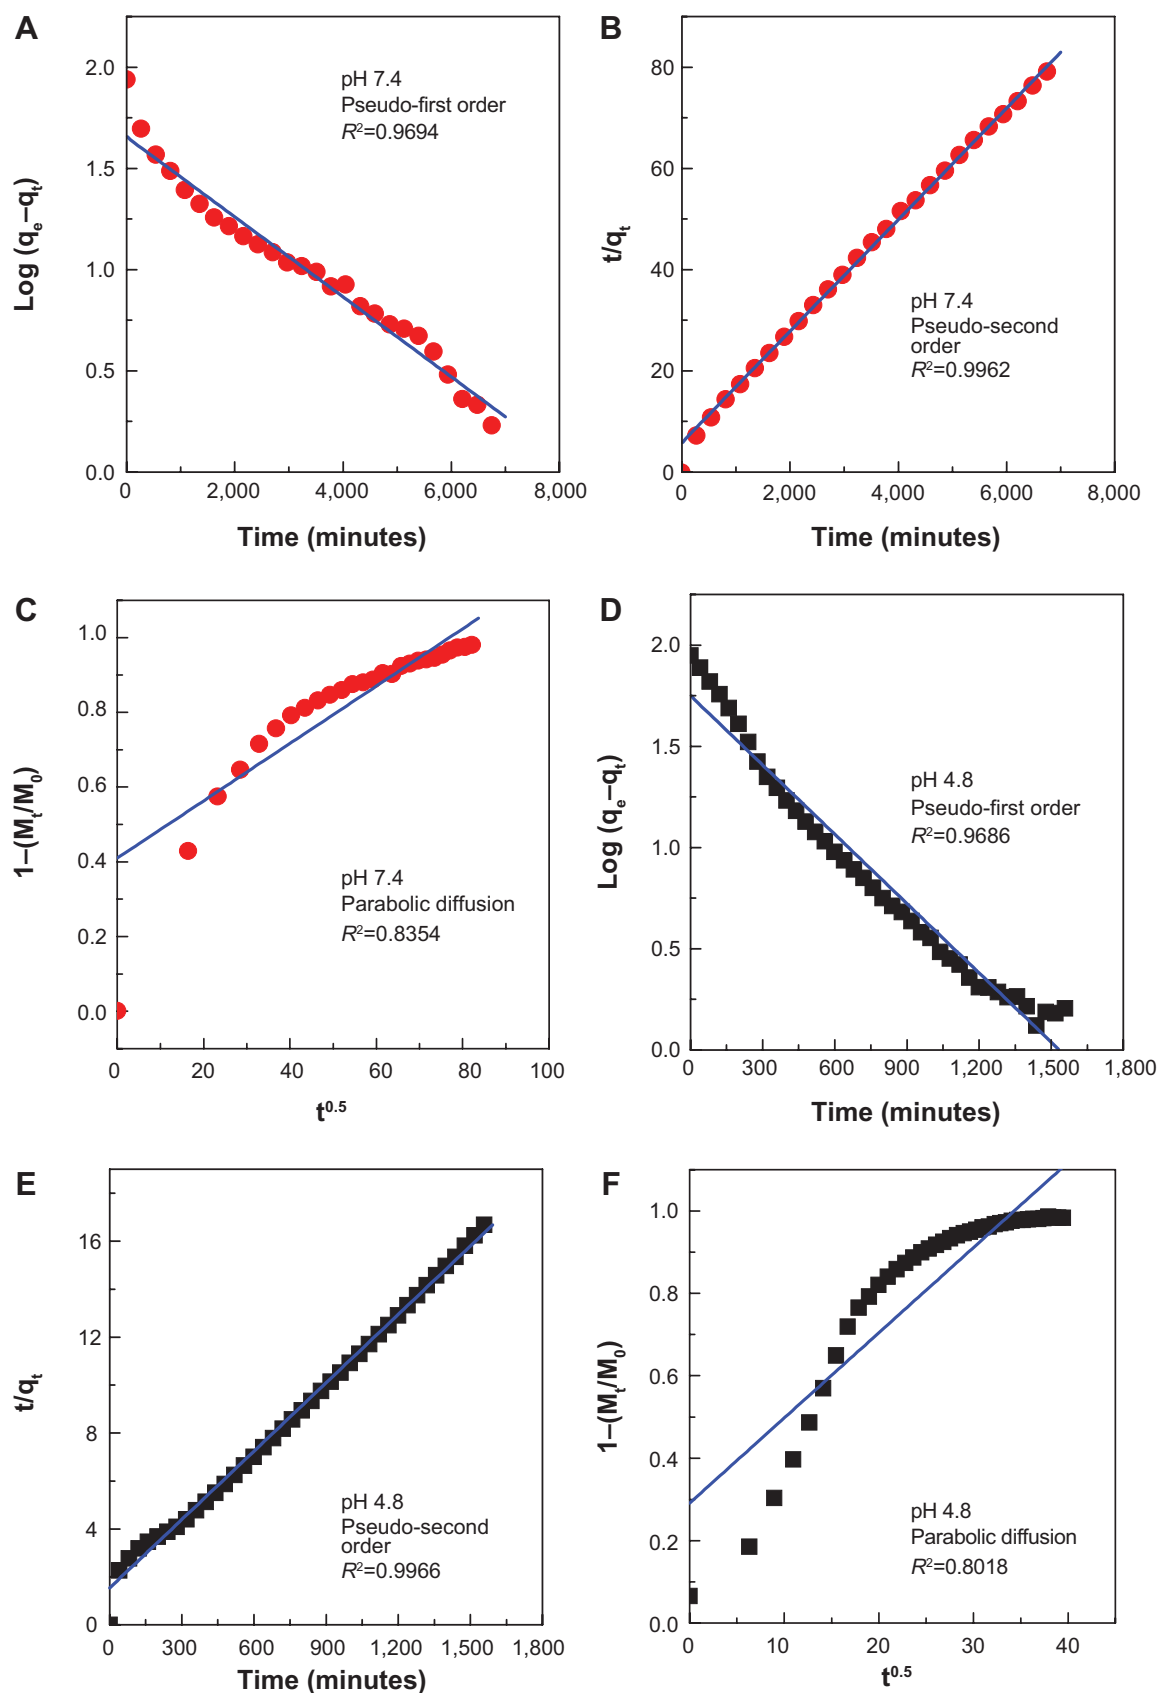 A
Log (qe−qt)
2.0
1.5
1.0
0.5
0.0
pH 7.4
Pseudo-first order
R²=0.9694
0 2,000 4,000 6,000 8,000
Time (minutes)
B
t/qt
80
60
40
20
0
pH 7.4
Pseudo-second
order
R²=0.9962
0 2,000 4,000 6,000 8,000
Time (minutes)
C
1−(Mt/M0)
1.0
0.8
0.6
0.4
0.2
0.0
pH 7.4
Parabolic diffusion
R²=0.8354
0 20 40 60 80 100
t0.5
D
Log (qe−qt)
2.0
1.5
1.0
0.5
0.0
pH 4.8
Pseudo-first order
R²=0.9686
0 300 600 900 1,200 1,500 1,800
Time (minutes)
E
t/qt
16
12
8
4
0
pH 4.8
Pseudo-second
order
R²=0.9966
0 300 600 900 1,200 1,500 1,800
Time (minutes)
F
1−(Mt/M0)
1.0
0.8
0.6
0.4
0.2
0.0
pH 4.8
Parabolic diffusion
R²=0.8018
0 10 20 30 40
t0.5